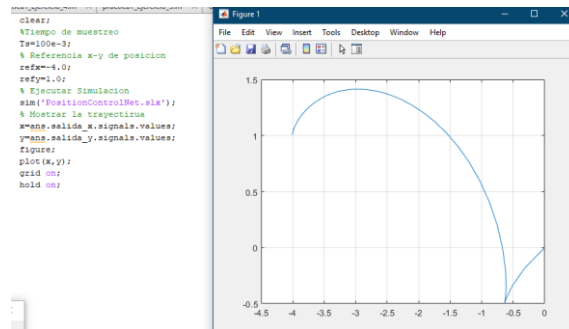 clear;
%Tiempo de muestreo
Ts=100e-3;
% Referencia x-y de posicion
refx=-4.0;
refy=1.0;
% Ejecutar Simulacion
sim('PositionControlNet.slx');
% Mostrar la trayectirua
x=ans.salida_x.signals.values;
y=ans.salida_y.signals.values;
figure;
plot(x,y);
grid on;
hold on;
Figure 1
File Edit View Insert Tools Desktop Window Help
1.5
1
0.5
0
-0.5
-4.5 -4 -3.5 -3 -2.5 -2 -1.5 -1 -0.5 0